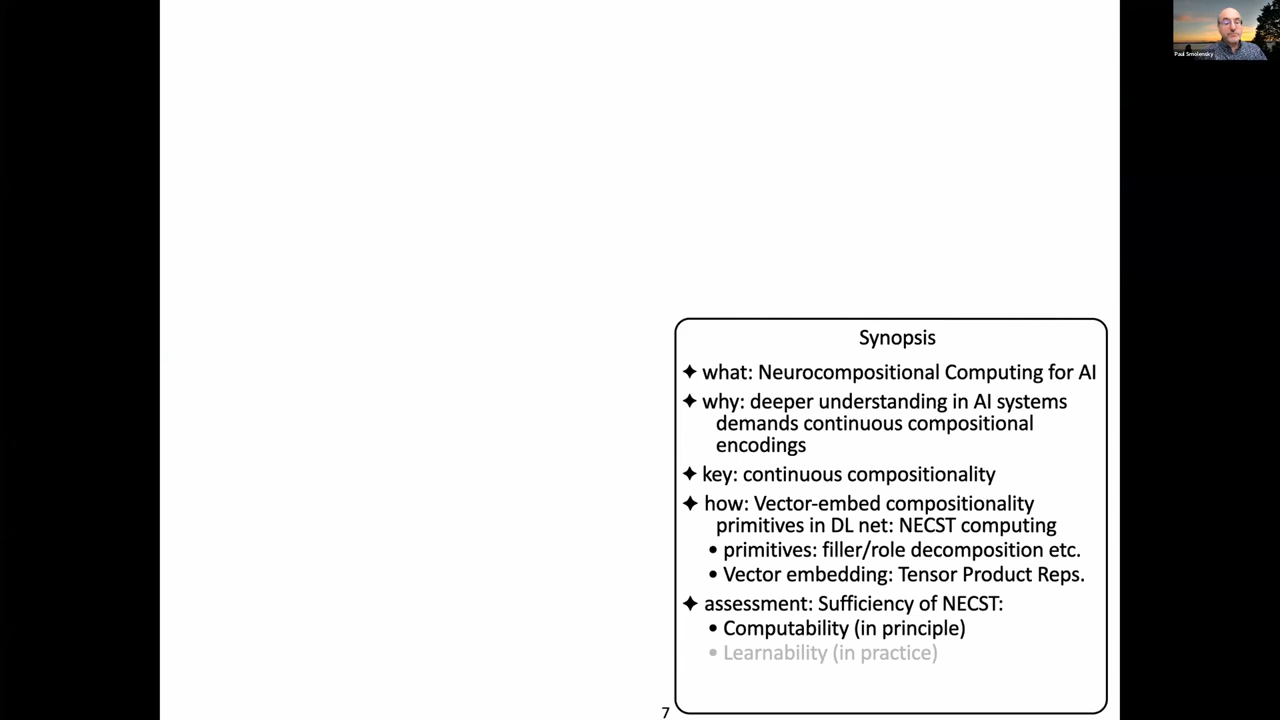 Paul Smolensky
Synopsis
✦ what: Neurocompositional Computing for AI
✦ why: deeper understanding in AI systems
demands continuous compositional
encodings
✦ key: continuous compositionality
✦ how: Vector-embed compositionality
primitives in DL net: NECST computing
• primitives: filler/role decomposition etc.
• Vector embedding: Tensor Product Reps.
✦ assessment: Sufficiency of NECST:
• Computability (in principle)
• Learnability (in practice)
7